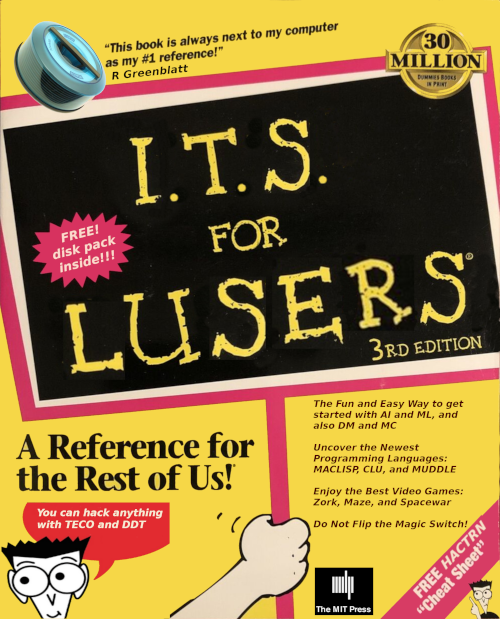 "This book is always next to my computer
as my #1 reference!"
R Greenblatt
30
MILLION
DUMMIES BOOKS
IN PRINT
I.T.S.
FOR
LUSERS®
3RD EDITION
FREE!
disk pack
inside!!!
The Fun and Easy Way to get
started with AI and ML, and
also DM and MC
Uncover the Newest
Programming Languages:
MACLISP, CLU, and MUDDLE
Enjoy the Best Video Games:
Zork, Maze, and Spacewar
Do Not Flip the Magic Switch!
A Reference for
the Rest of Us!®
You can hack anything
with TECO and DDT
The MIT Press
FREE HACTRN
"Cheat Sheet"